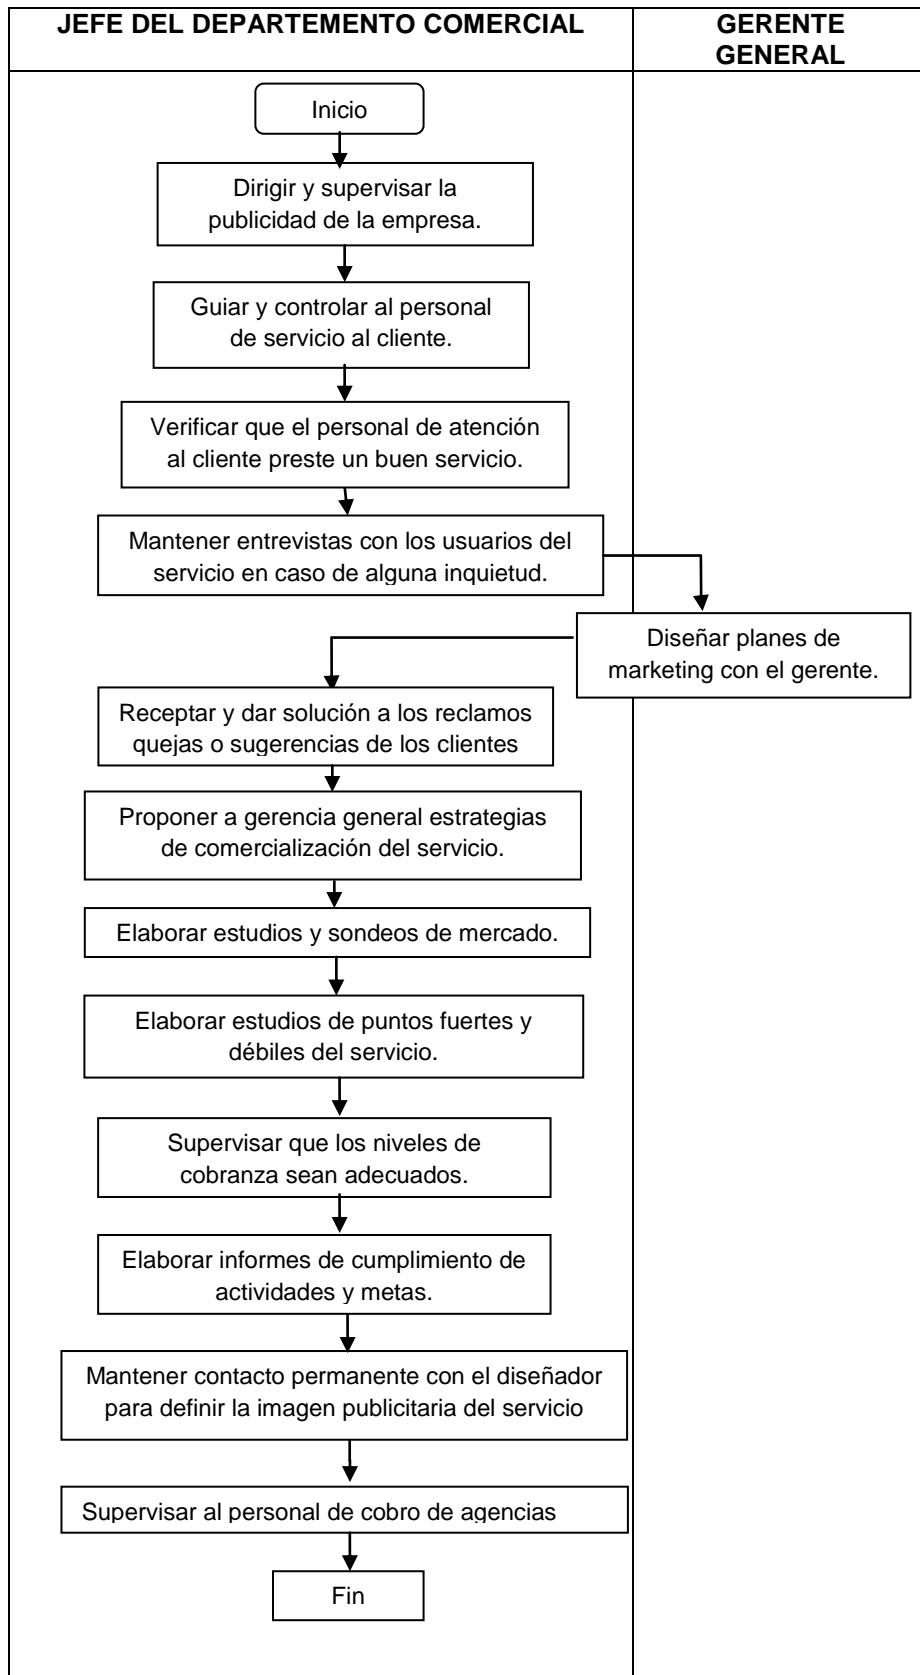 JEFE DEL DEPARTEMENTO COMERCIAL
GERENTE
GENERAL
Inicio
Dirigir y supervisar la
publicidad de la empresa.
Guiar y controlar al personal
de servicio al cliente.
Verificar que el personal de atención
al cliente preste un buen servicio.
Mantener entrevistas con los usuarios del
servicio en caso de alguna inquietud.
Diseñar planes de
marketing con el gerente.
Receptar y dar solución a los reclamos
quejas o sugerencias de los clientes
Proponer a gerencia general estrategias
de comercialización del servicio.
Elaborar estudios y sondeos de mercado.
Elaborar estudios de puntos fuertes y
débiles del servicio.
Supervisar que los niveles de
cobranza sean adecuados.
Elaborar informes de cumplimiento de
actividades y metas.
Mantener contacto permanente con el diseñador
para definir la imagen publicitaria del servicio
Supervisar al personal de cobro de agencias
Fin